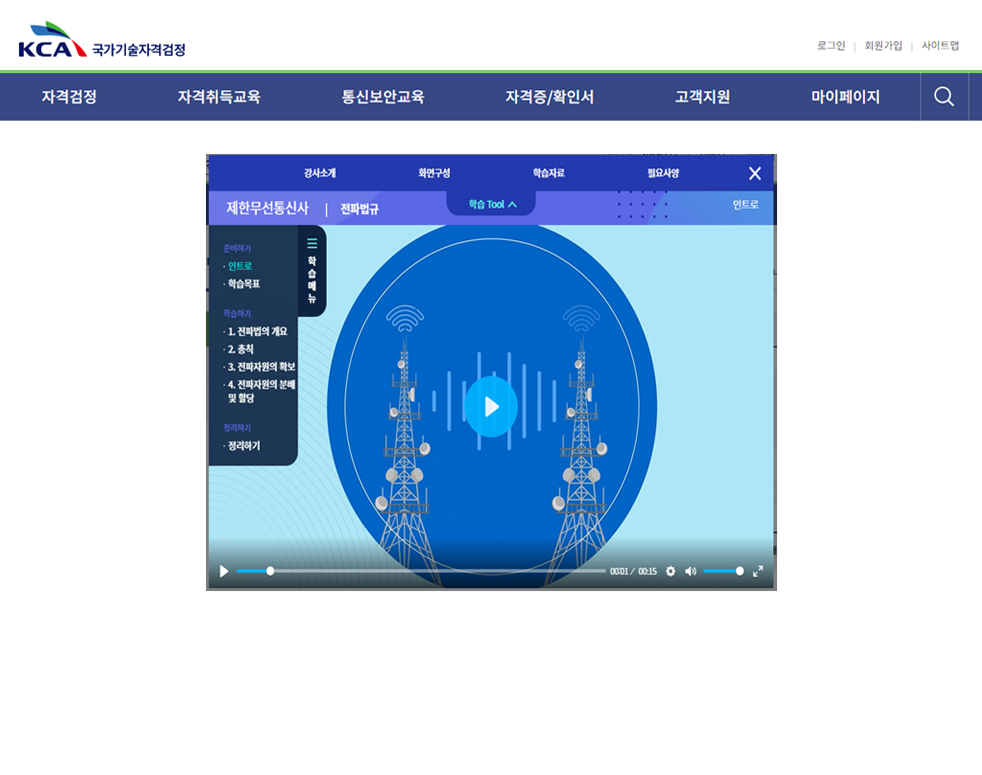 KCA 국가기술자격검정
로그인 | 회원가입 | 사이트맵
자격검정 자격취득교육 통신보안교육 자격증/확인서 고객지원 마이페이지
강사소개 화면구성 학습자료 필요사양
제한무선통신사 | 전파법규 학습 Tool 인트로
준비하기
· 인트로
· 학습목표
학습메뉴
학습하기
· 1. 전파법의 개요
· 2. 총칙
· 3. 전파자원의 확보
· 4. 전파자원의 분배
및 할당
정리하기
· 정리하기
00:01 / 00:15